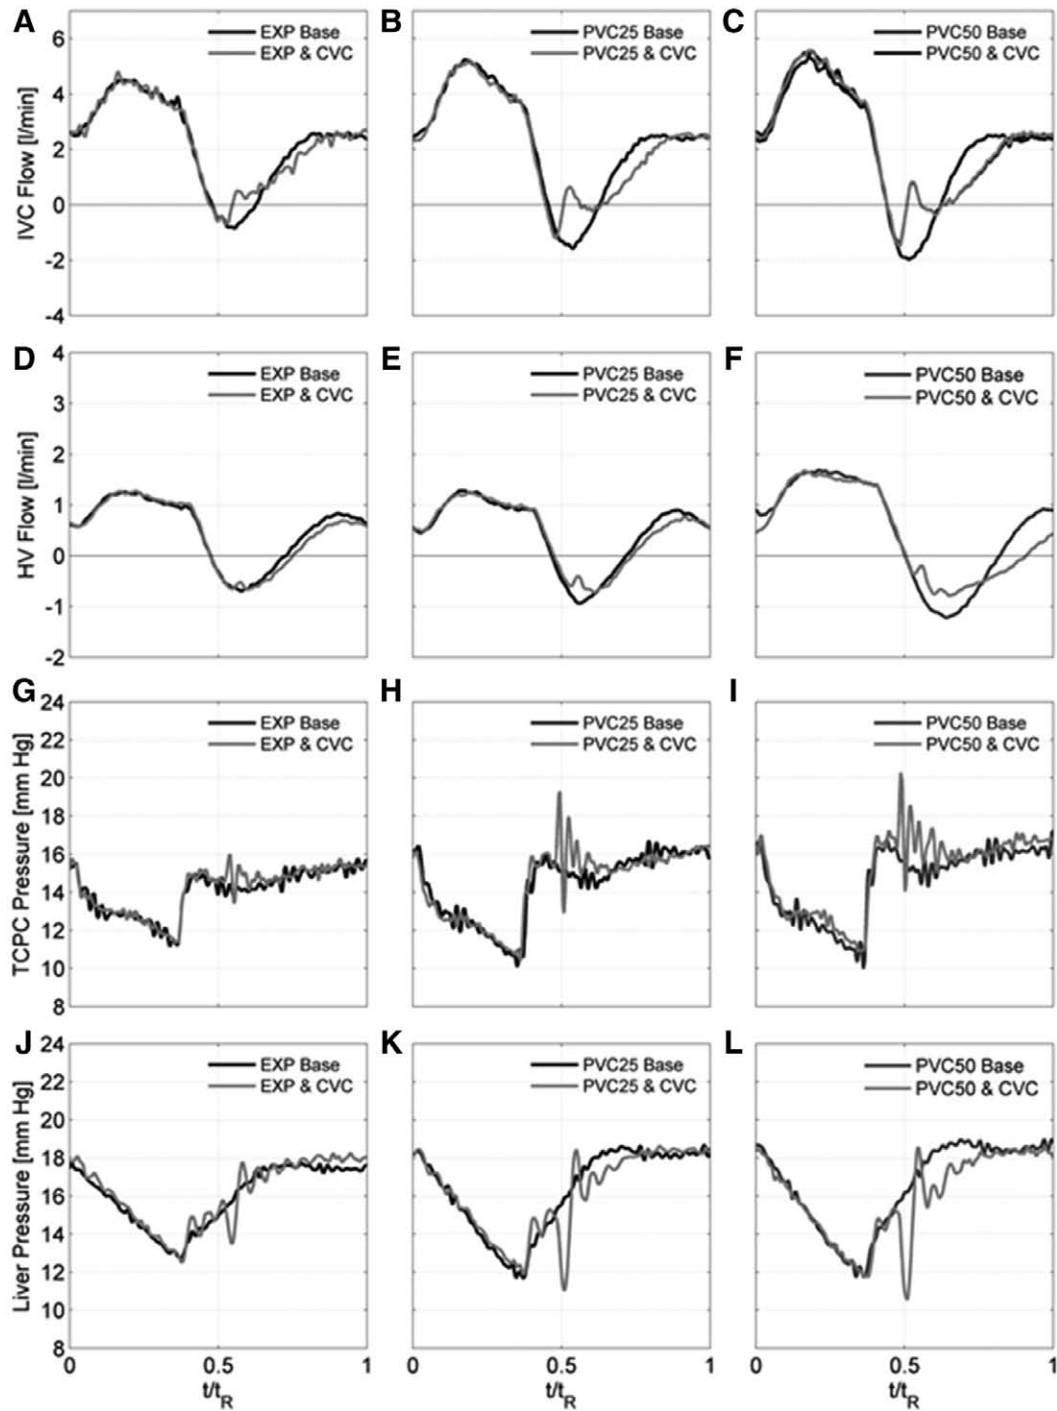 A
EXP Base
EXP & CVC
B
PVC25 Base
PVC25 & CVC
C
PVC50 Base
PVC50 & CVC
IVC Flow [l/min]
6
4
2
0
-2
-4
D
EXP Base
EXP & CVC
E
PVC25 Base
PVC25 & CVC
F
PVC50 Base
PVC50 & CVC
HV Flow [l/min]
4
3
2
1
0
-1
-2
G
EXP Base
EXP & CVC
H
PVC25 Base
PVC25 & CVC
I
PVC50 Base
PVC50 & CVC
TCPC Pressure [mm Hg]
24
22
20
18
16
14
12
10
8
J
EXP Base
EXP & CVC
K
PVC25 Base
PVC25 & CVC
L
PVC50 Base
PVC50 & CVC
Liver Pressure [mm Hg]
24
22
20
18
16
14
12
10
8
0 0.5 1
0 0.5 1
0 0.5 1
t/tR
t/tR
t/tR